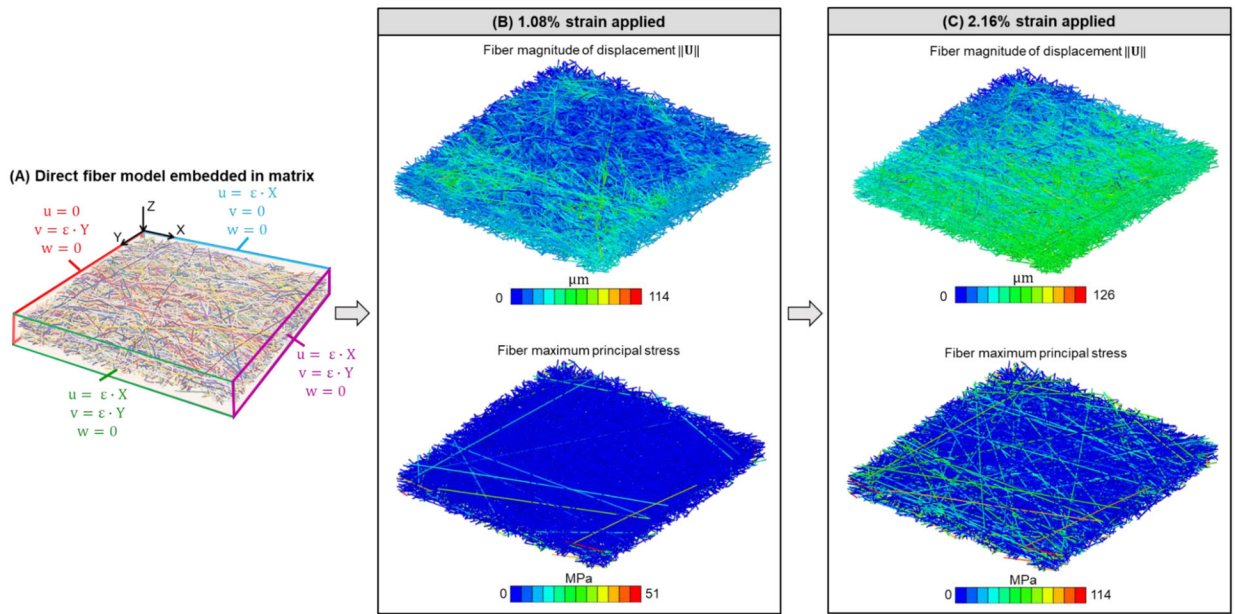 (A) Direct fiber model embedded in matrix
u = 0
v = ε · Y
w = 0
u = ε · X
v = 0
w = 0
Z
Y
X
u = ε · X
v = ε · Y
w = 0
u = ε · X
v = ε · Y
w = 0
(B) 1.08% strain applied
Fiber magnitude of displacement ||U||
μm
0 114
Fiber maximum principal stress
MPa
0 51
(C) 2.16% strain applied
Fiber magnitude of displacement ||U||
μm
0 126
Fiber maximum principal stress
MPa
0 114